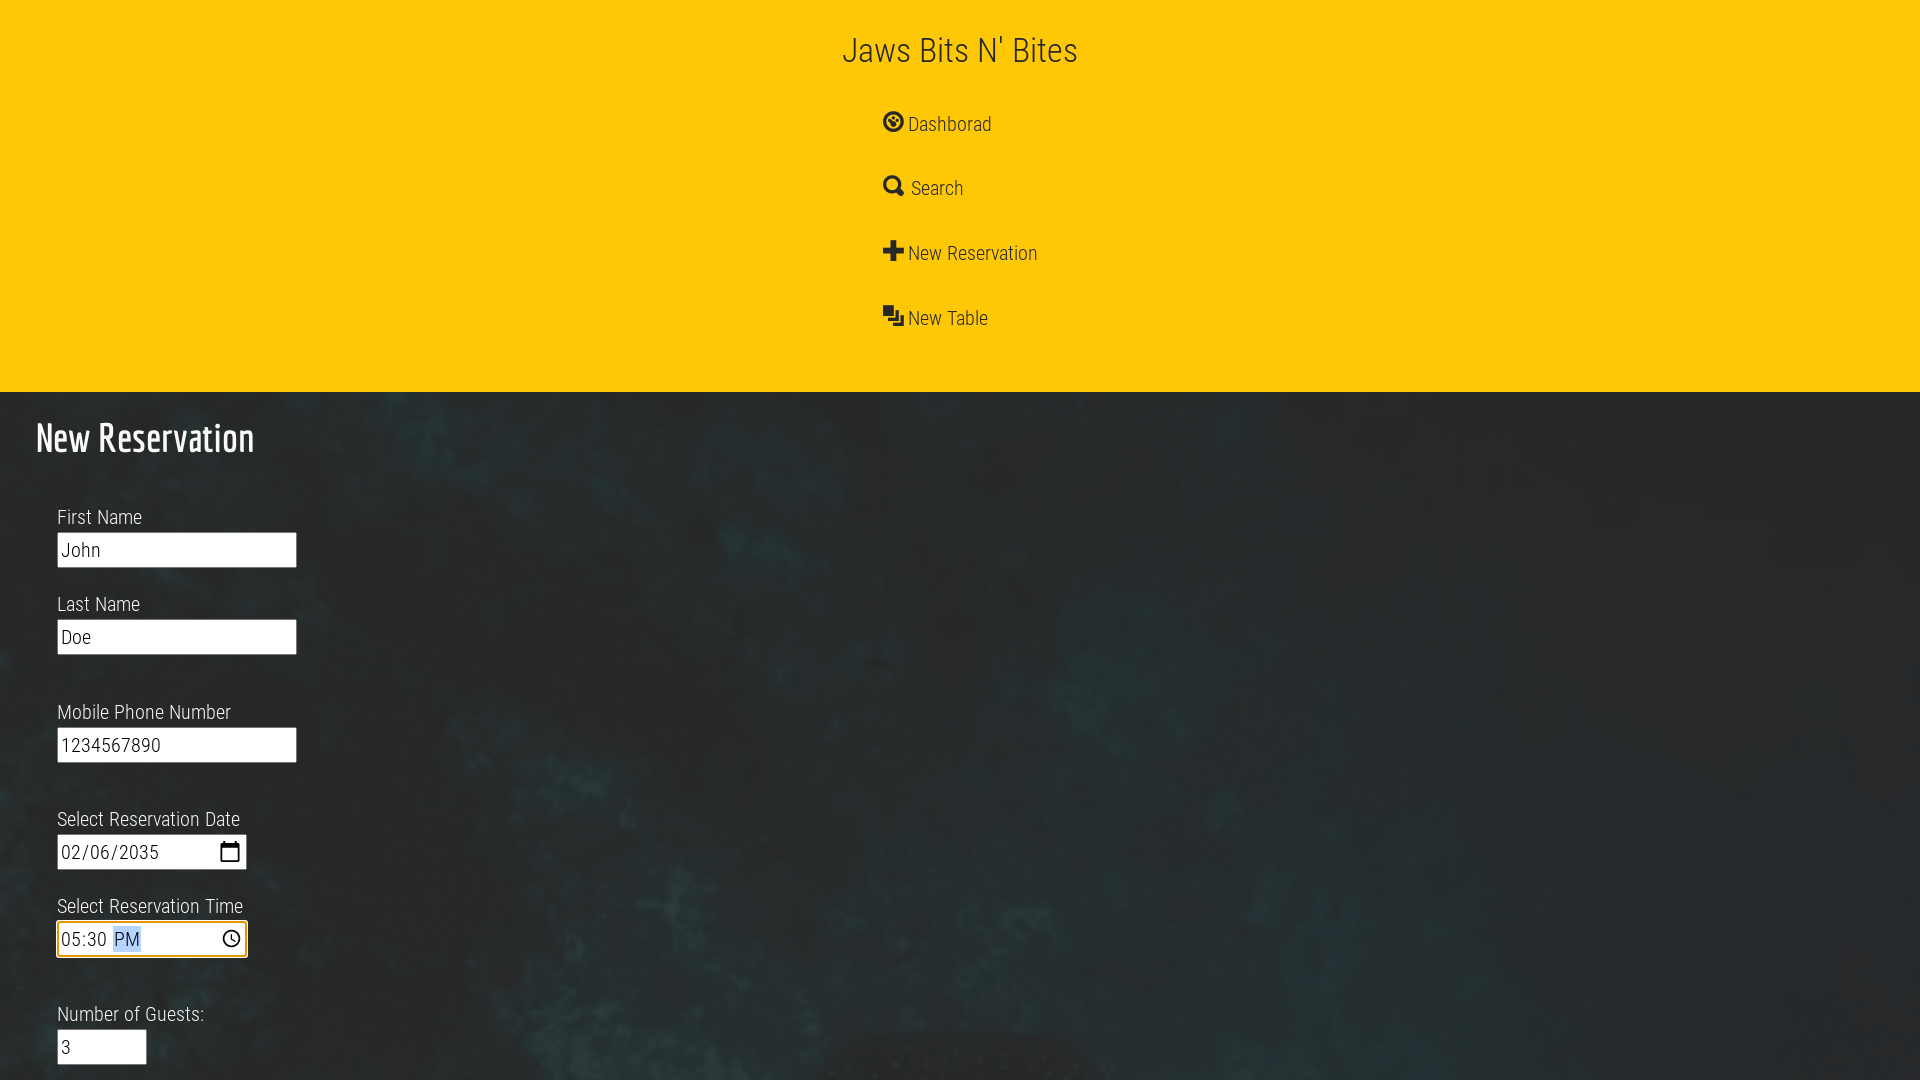 Jaws Bits N' Bites
Dashborad
Search
New Reservation
New Table
New Reservation
First Name
John
Last Name
Doe
Mobile Phone Number
1234567890
Select Reservation Date
02/06/2035
Select Reservation Time
05:30 PM
Number of Guests:
3